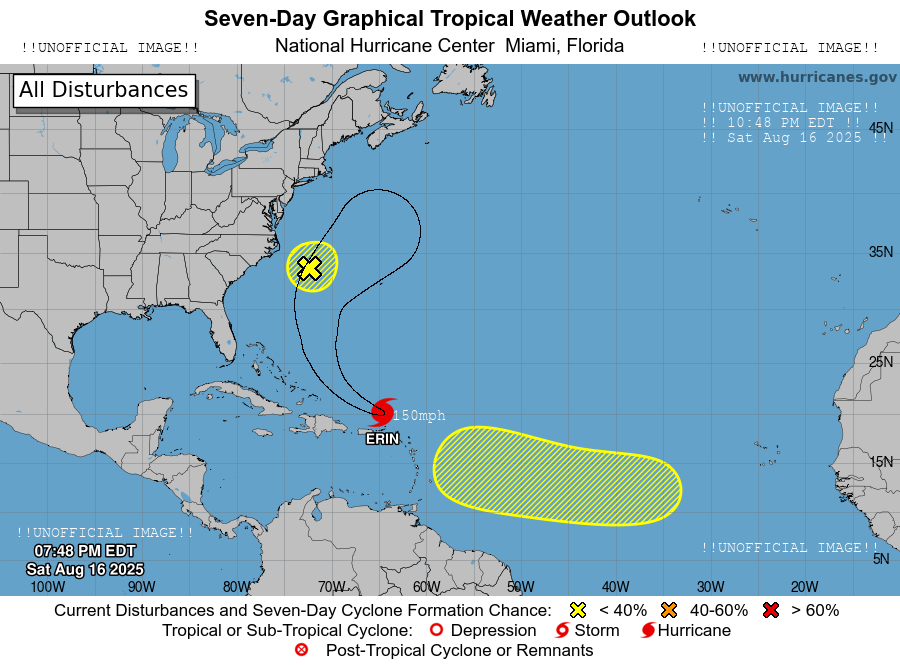 Seven-Day Graphical Tropical Weather Outlook
!!UNOFFICIAL IMAGE!! National Hurricane Center Miami, Florida !!UNOFFICIAL IMAGE!!
All Disturbances
www.hurricanes.gov
!!UNOFFICIAL IMAGE!!
!! 10:48 PM EDT !!
!! Sat Aug 16 2025 !!
45N
35N
25N
150mph
ERIN
15N
!!UNOFFICIAL IMAGE!!
07:48 PM EDT
Sat Aug 16 2025
!!UNOFFICIAL IMAGE!!
5N
100W 90W 80W 70W 60W 50W 40W 30W 20W
Current Disturbances and Seven-Day Cyclone Formation Chance: < 40% 40-60% > 60%
Tropical or Sub-Tropical Cyclone: Depression Storm Hurricane
Post-Tropical Cyclone or Remnants